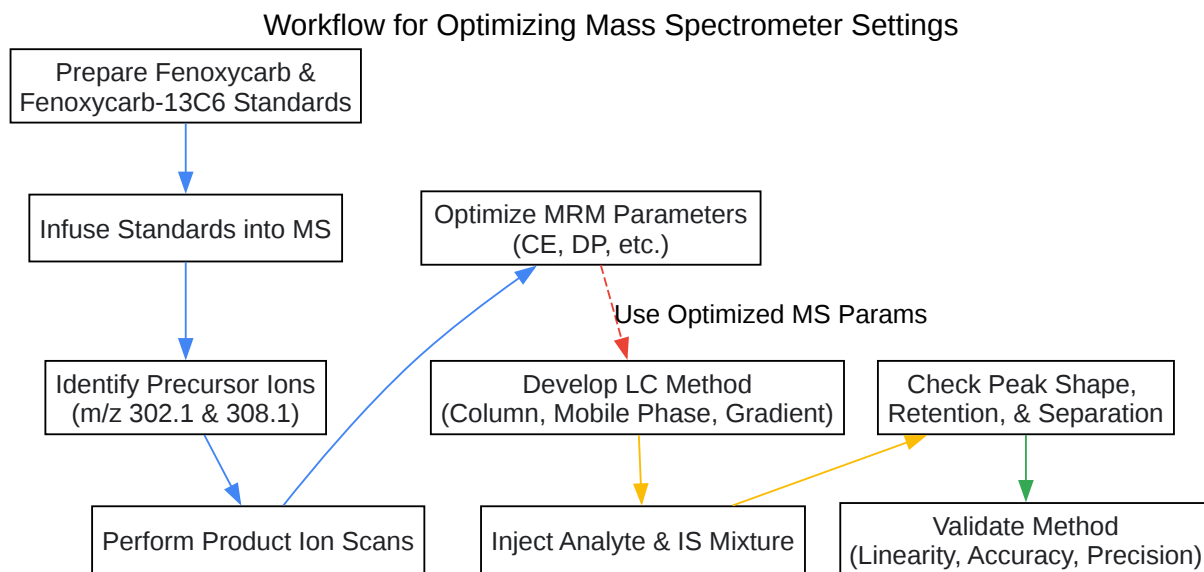 Workflow for Optimizing Mass Spectrometer Settings
Prepare Fenoxycarb &
Fenoxycarb-13C6 Standards
Infuse Standards into MS
Identify Precursor Ions
(m/z 302.1 & 308.1)
Perform Product Ion Scans
Optimize MRM Parameters
(CE, DP, etc.)
Use Optimized MS Params
Develop LC Method
(Column, Mobile Phase, Gradient)
Inject Analyte & IS Mixture
Check Peak Shape,
Retention, & Separation
Validate Method
(Linearity, Accuracy, Precision)